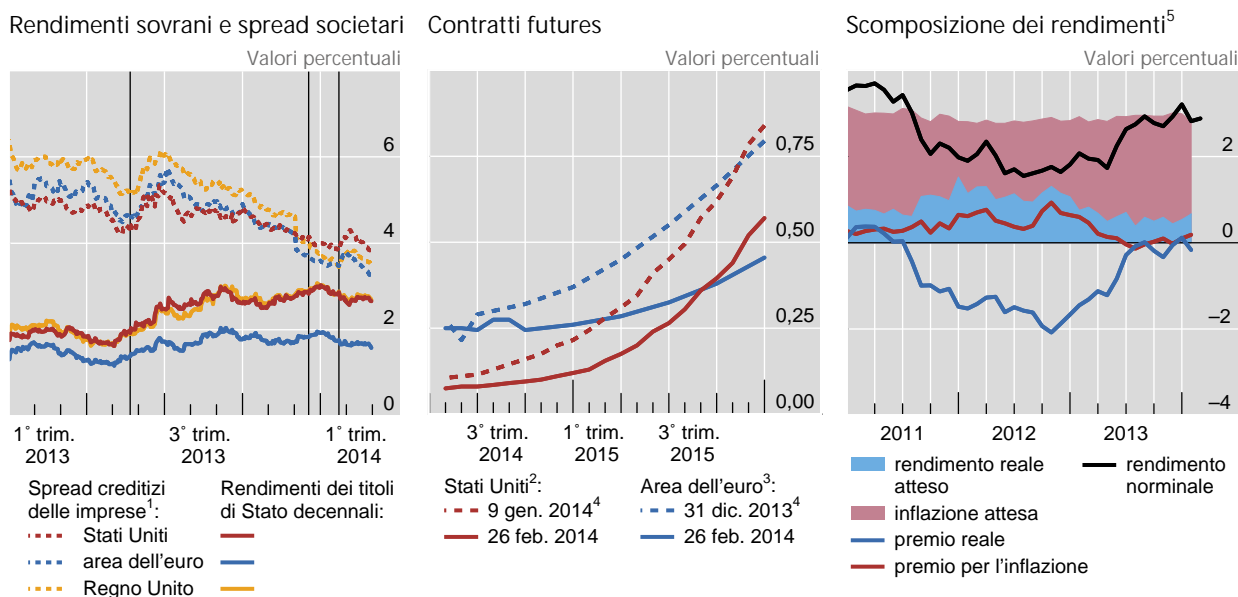 Rendimenti sovrani e spread societari
Valori percentuali
6
4
2
0
1° trim.
2013
3° trim.
2013
1° trim.
2014
Spread creditizi
delle imprese1:
Rendimenti dei titoli
di Stato decennali:
Stati Uniti
area dell'euro
Regno Unito
Contratti futures
Valori percentuali
0,75
0,50
0,25
0,00
3° trim.
2014
1° trim.
2015
3° trim.
2015
Stati Uniti2:
9 gen. 20144
26 feb. 2014
Area dell'euro3:
31 dic. 20134
26 feb. 2014
Scomposizione dei rendimenti5
Valori percentuali
2
0
–2
–4
2011
2012
2013
rendimento reale
atteso
inflazione attesa
premio reale
premio per l'inflazione
rendimento
norminale